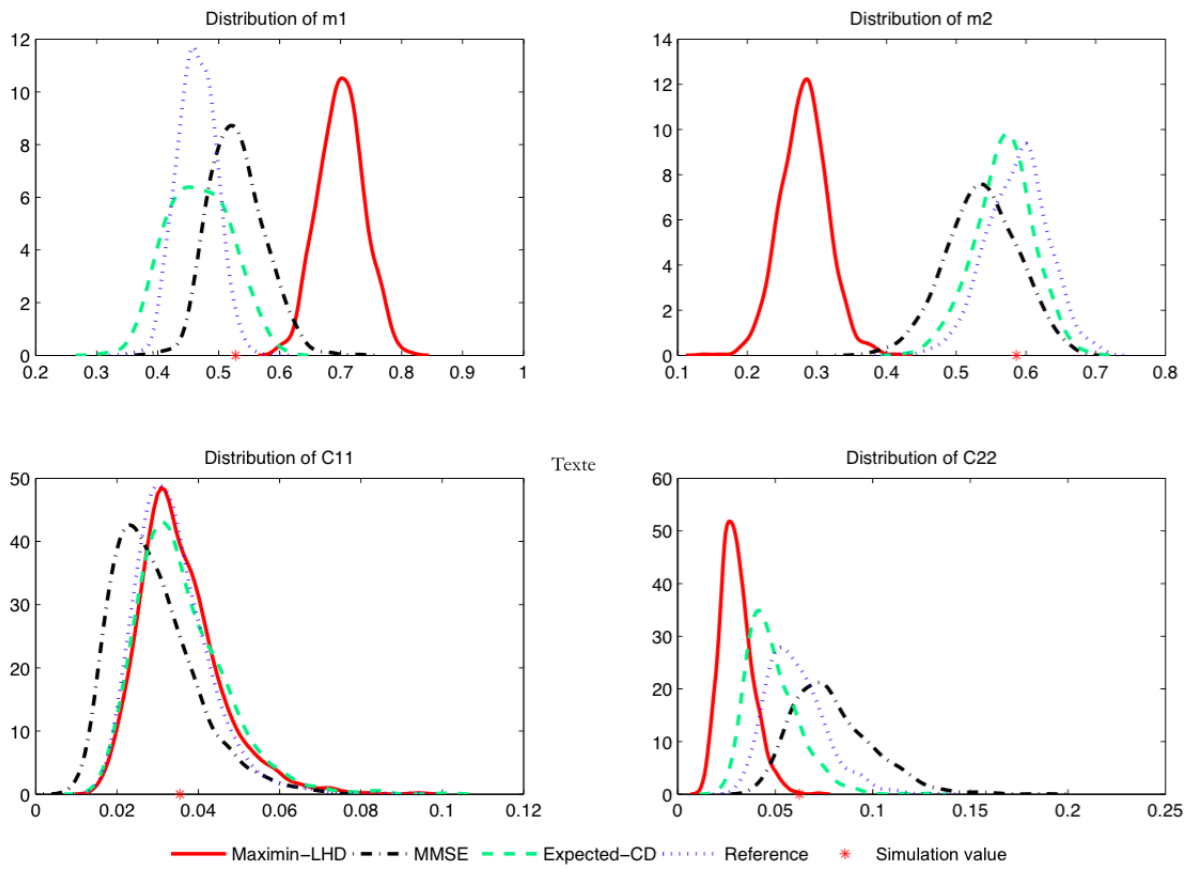 Distribution of m1
12
10
8
6
4
2
0
0.2 0.3 0.4 0.5 0.6 0.7 0.8 0.9 1
Distribution of m2
14
12
10
8
6
4
2
0
0.1 0.2 0.3 0.4 0.5 0.6 0.7 0.8
Distribution of C11
50
40
30
20
10
0
0 0.02 0.04 0.06 0.08 0.1 0.12
Texte
Distribution of C22
60
50
40
30
20
10
0
0 0.05 0.1 0.15 0.2 0.25
Maximin-LHD MMSE Expected-CD Reference Simulation value